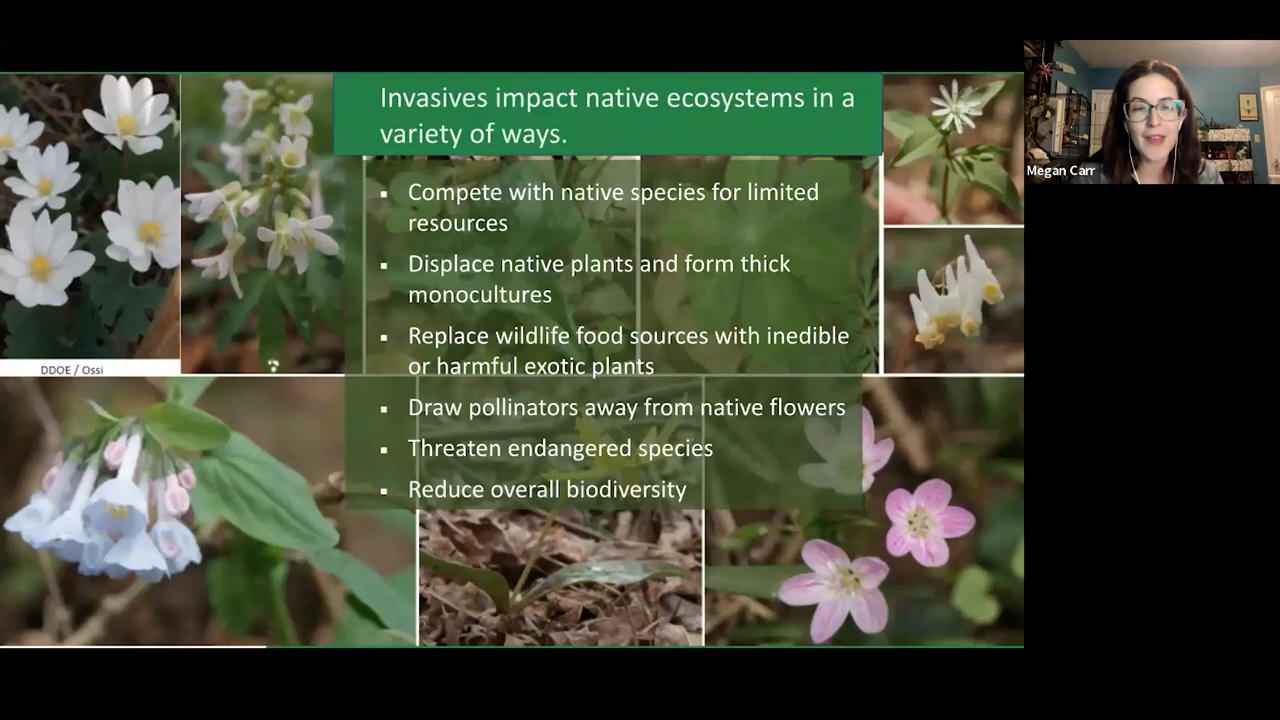 Invasives impact native ecosystems in a
variety of ways.
▪ Compete with native species for limited
resources
▪ Displace native plants and form thick
monocultures
▪ Replace wildlife food sources with inedible
or harmful exotic plants
▪ Draw pollinators away from native flowers
▪ Threaten endangered species
▪ Reduce overall biodiversity
DDOE / Ossi
Megan Carr